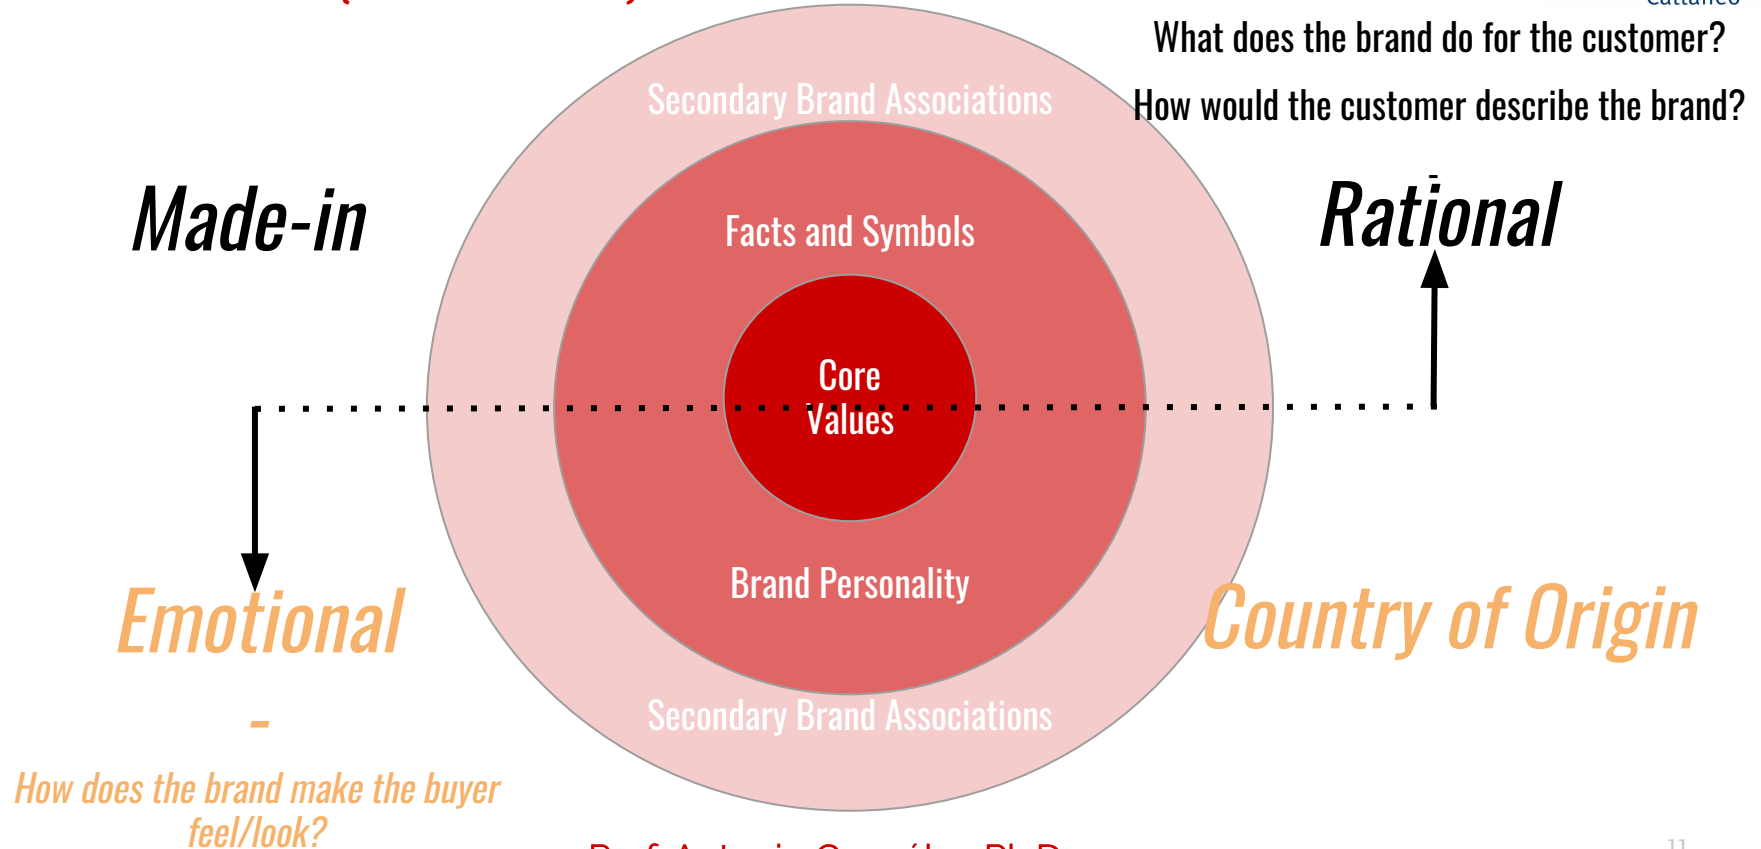 What does the brand do for the customer?
How would the customer describe the brand?
-
Rational
Made-in
Secondary Brand Associations
Facts and Symbols
Core
Values
Brand Personality
Secondary Brand Associations
Emotional
-
How does the brand make the buyer
feel/look?
Country of Origin
11